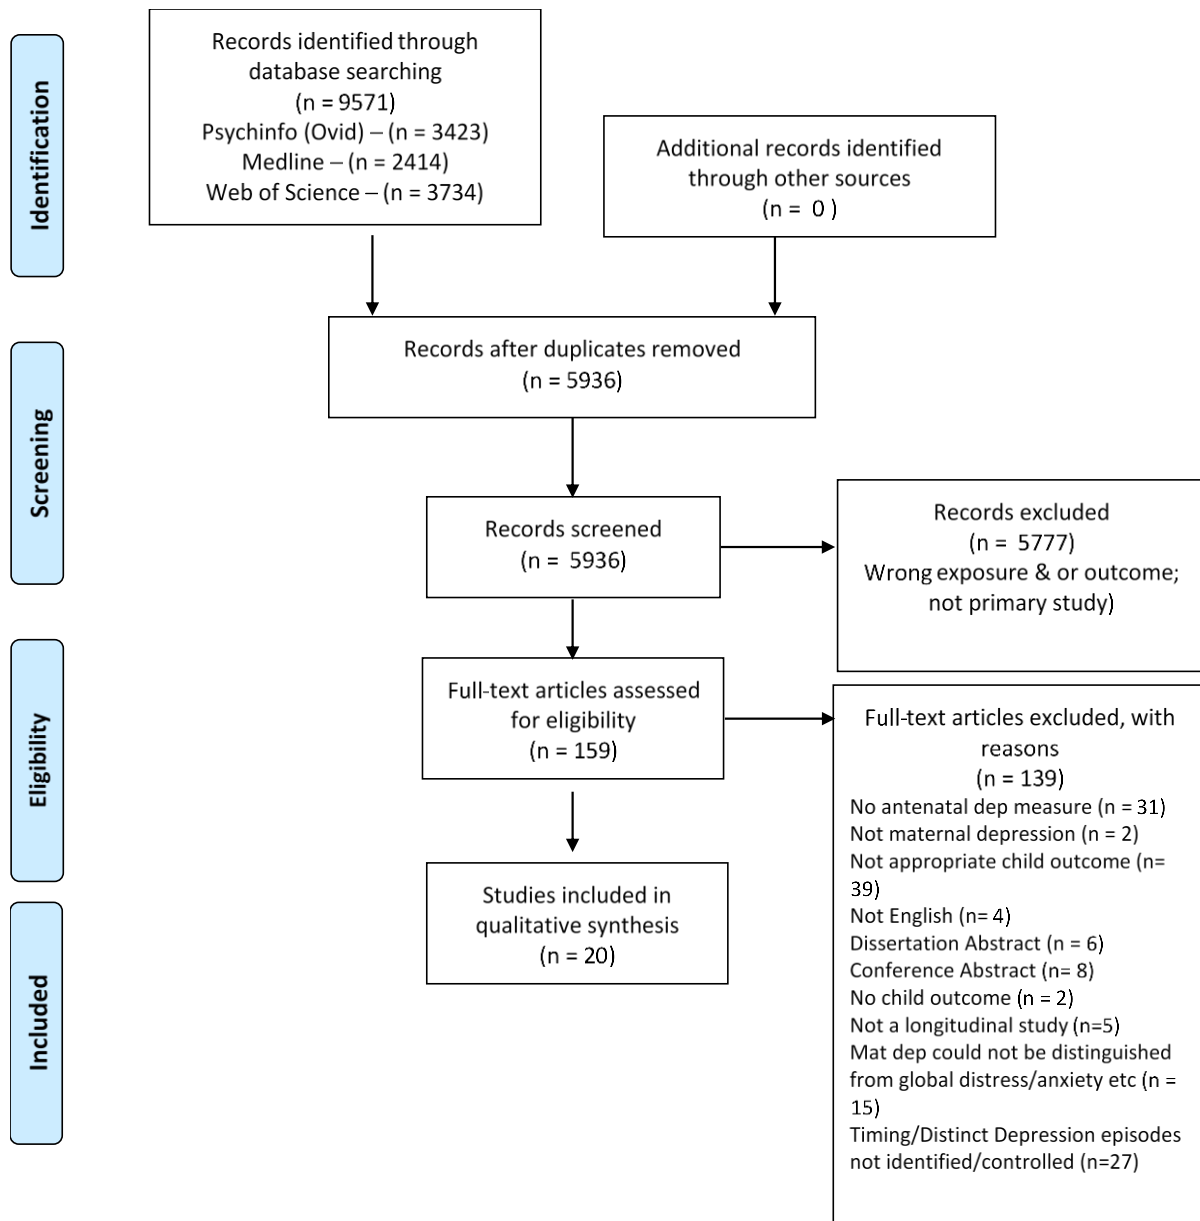 Identification
Records identified through
database searching
(n = 9571)
Psychinfo (Ovid) – (n = 3423)
Medline – (n = 2414)
Web of Science – (n = 3734)
Additional records identified
through other sources
(n = 0 )
Records after duplicates removed
(n = 5936)
Screening
Records screened
(n = 5936)
Records excluded
(n = 5777)
Wrong exposure & or outcome;
not primary study)
Eligibility
Full-text articles assessed
for eligibility
(n = 159)
Full-text articles excluded, with
reasons
(n = 139)
No antenatal dep measure (n = 31)
Not maternal depression (n = 2)
Not appropriate child outcome (n=
39)
Not English (n= 4)
Dissertation Abstract (n = 6)
Conference Abstract (n= 8)
No child outcome (n = 2)
Not a longitudinal study (n=5)
Mat dep could not be distinguished
from global distress/anxiety etc (n =
15)
Timing/Distinct Depression episodes
not identified/controlled (n=27)
Included
Studies included in
qualitative synthesis
(n = 20)